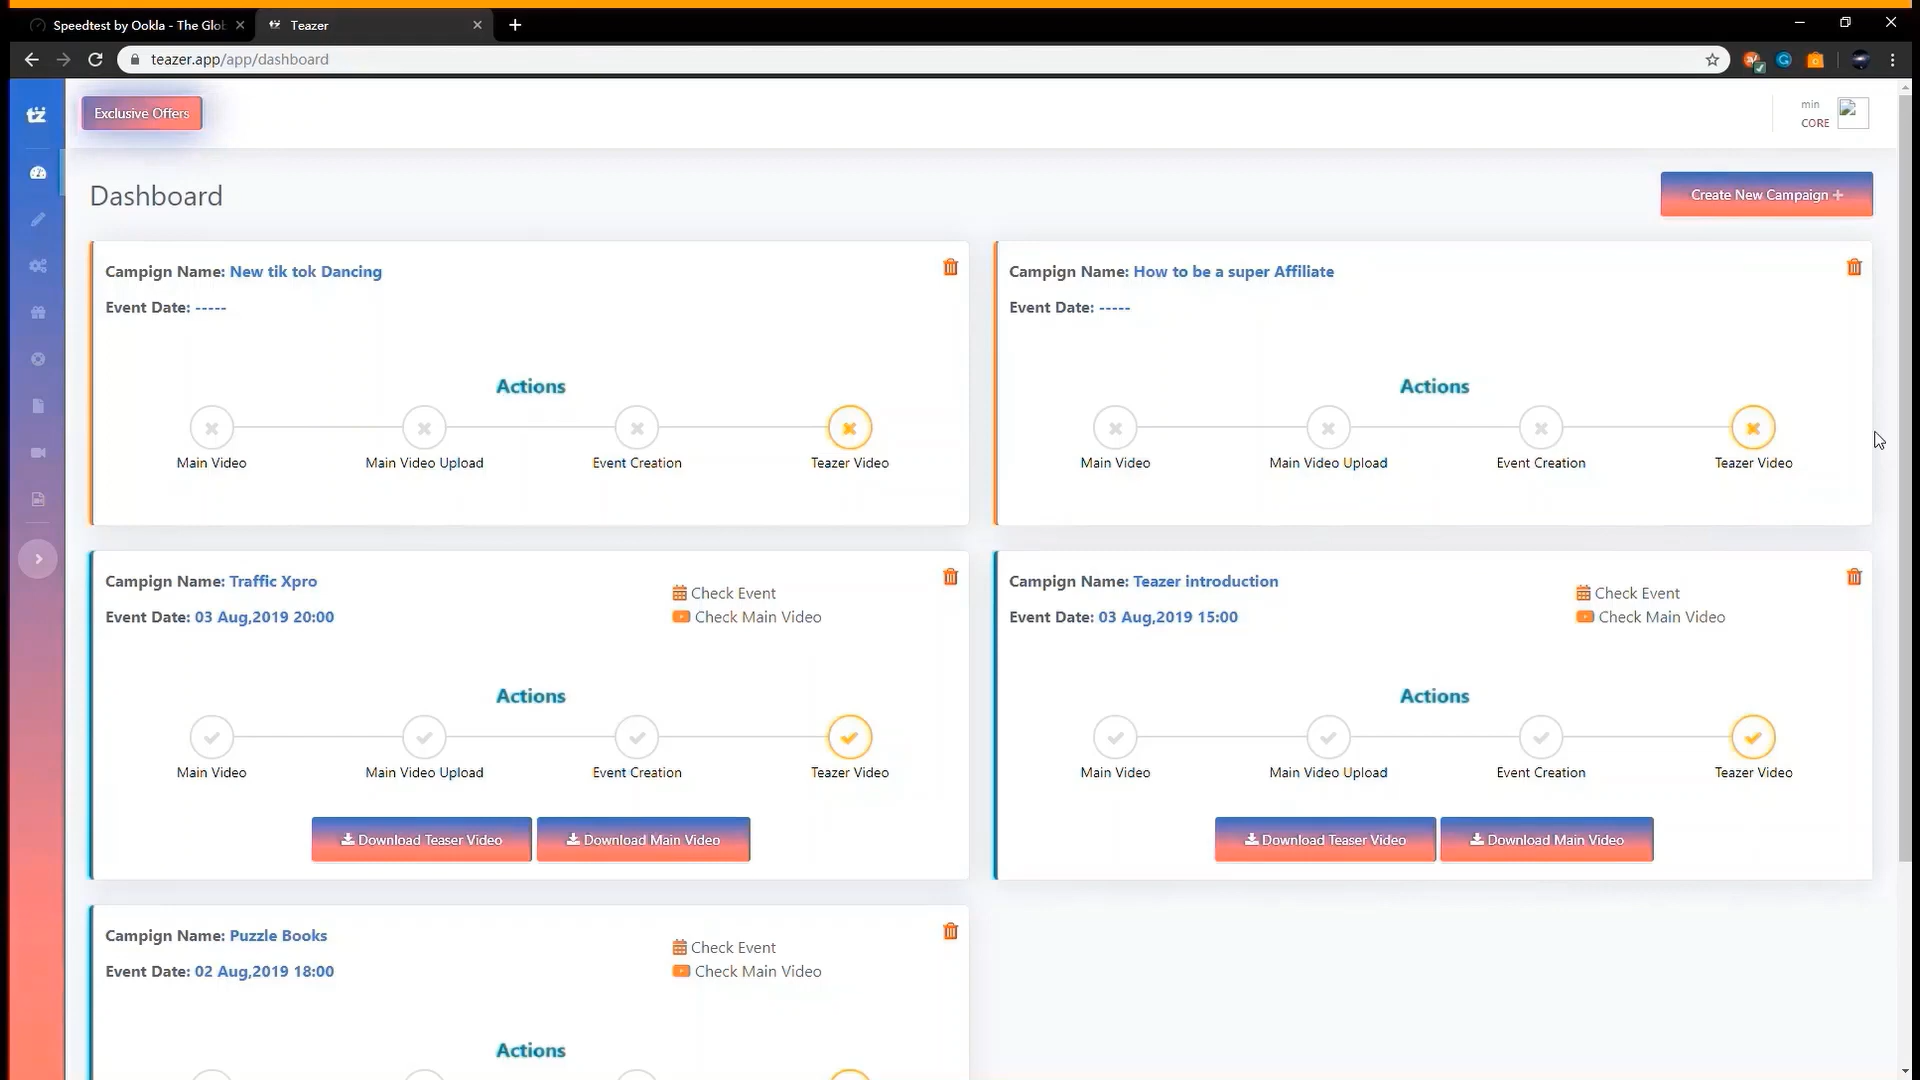 Speedtest by Ookla - The Glo
Teazer
teazer.app/app/dashboard
tz
Exclusive Offers
min
CORE
Dashboard
Create New Campaign +
Campign Name: New tik tok Dancing
Event Date: -----
Actions
Main Video
Main Video Upload
Event Creation
Teazer Video
Campign Name: How to be a super Affiliate
Event Date: -----
Actions
Main Video
Main Video Upload
Event Creation
Teazer Video
Campign Name: Traffic Xpro
Event Date: 03 Aug,2019 20:00
Check Event
Check Main Video
Actions
Main Video
Main Video Upload
Event Creation
Teazer Video
Download Teaser Video
Download Main Video
Campign Name: Teazer introduction
Event Date: 03 Aug,2019 15:00
Check Event
Check Main Video
Actions
Main Video
Main Video Upload
Event Creation
Teazer Video
Download Teaser Video
Download Main Video
Campign Name: Puzzle Books
Event Date: 02 Aug,2019 18:00
Check Event
Check Main Video
Actions